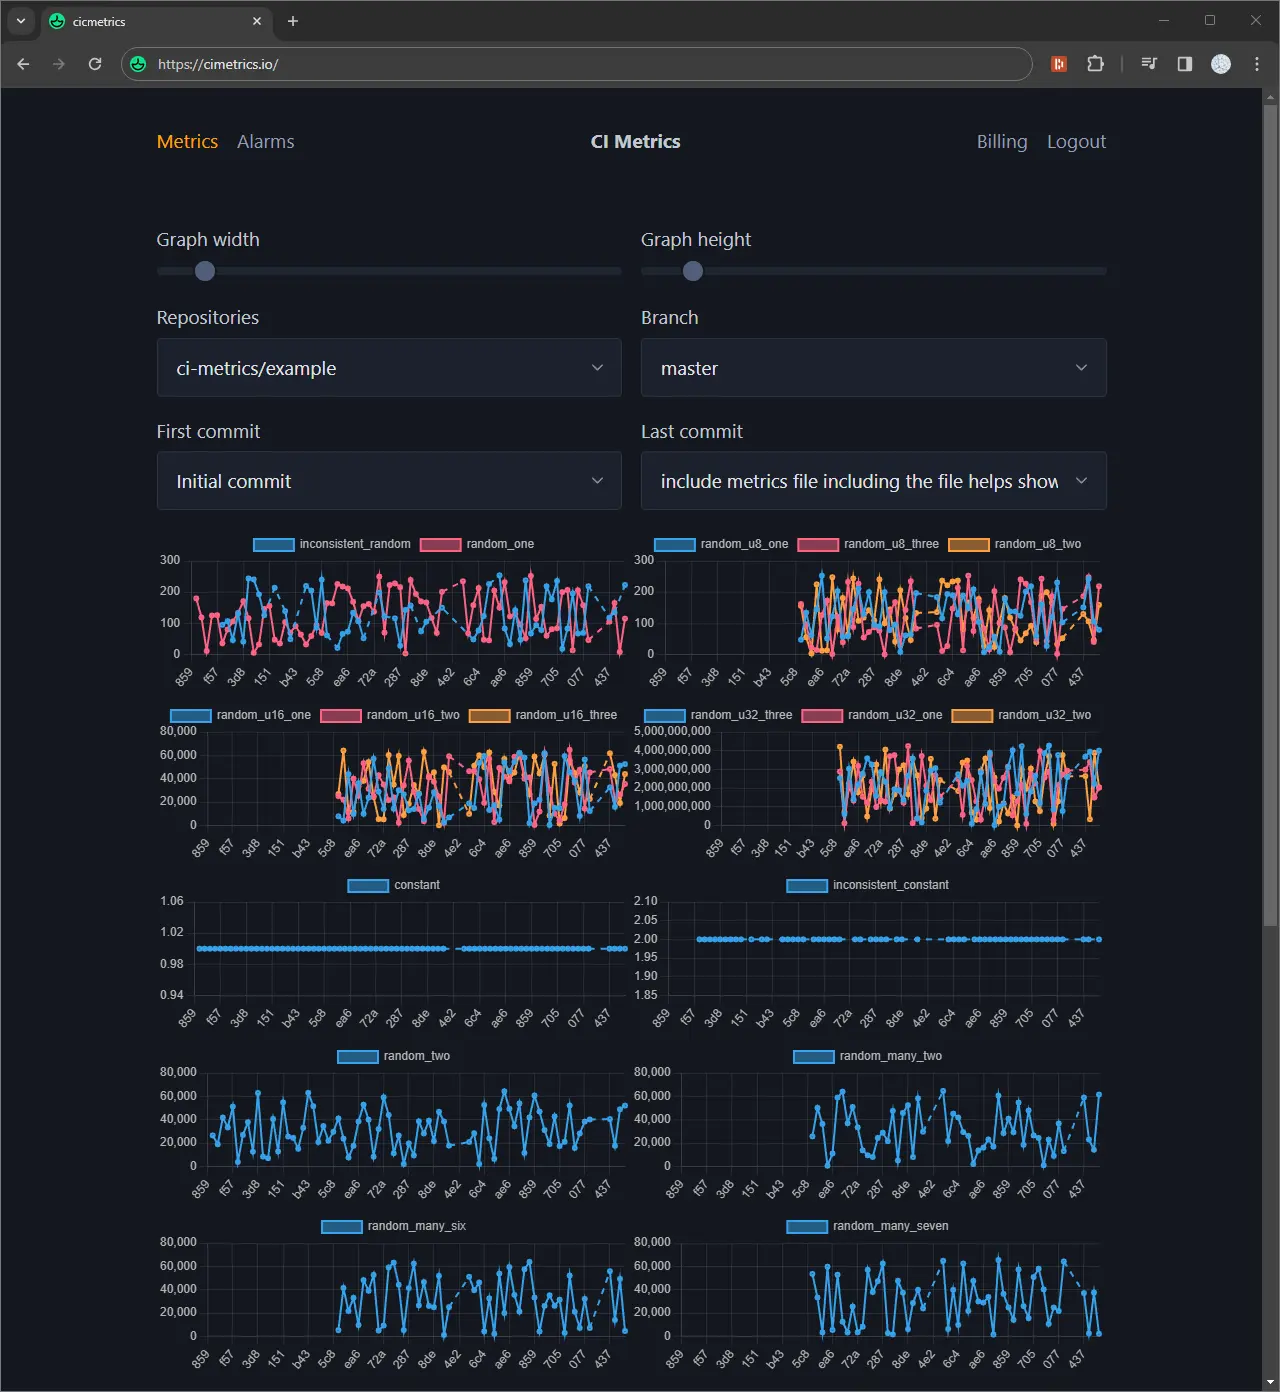 cicmetrics
https://cimetrics.io/
Metrics Alarms CI Metrics Billing Logout
Graph width Graph height
Repositories Branch
ci-metrics/example master
First commit Last commit
Initial commit include metrics file including the file helps show
inconsistent_random random_one
300
200
100
0
859 f57 3d8 151 b43 5c8 ea6 72a 287 8de 4e2 6c4 ae6 859 705 077 437
random_u8_one random_u8_three random_u8_two
300
200
100
0
859 f57 3d8 151 b43 5c8 ea6 72a 287 8de 4e2 6c4 ae6 859 705 077 437
random_u16_one random_u16_two random_u16_three
80,000
60,000
40,000
20,000
0
859 f57 3d8 151 b43 5c8 ea6 72a 287 8de 4e2 6c4 ae6 859 705 077 437
random_u32_three random_u32_one random_u32_two
5,000,000,000
4,000,000,000
3,000,000,000
2,000,000,000
1,000,000,000
0
859 f57 3d8 151 b43 5c8 ea6 72a 287 8de 4e2 6c4 ae6 859 705 077 437
constant
1.06
1.02
0.98
0.94
859 f57 3d8 151 b43 5c8 ea6 72a 287 8de 4e2 6c4 ae6 859 705 077 437
inconsistent_constant
2.10
2.05
2.00
1.95
1.90
1.85
859 f57 3d8 151 b43 5c8 ea6 72a 287 8de 4e2 6c4 ae6 859 705 077 437
random_two
80,000
60,000
40,000
20,000
0
859 f57 3d8 151 b43 5c8 ea6 72a 287 8de 4e2 6c4 ae6 859 705 077 437
random_many_two
80,000
60,000
40,000
20,000
0
859 f57 3d8 151 b43 5c8 ea6 72a 287 8de 4e2 6c4 ae6 859 705 077 437
random_many_six
80,000
60,000
40,000
20,000
0
859 f57 3d8 151 b43 5c8 ea6 72a 287 8de 4e2 6c4 ae6 859 705 077 437
random_many_seven
80,000
60,000
40,000
20,000
0
859 f57 3d8 151 b43 5c8 ea6 72a 287 8de 4e2 6c4 ae6 859 705 077 437